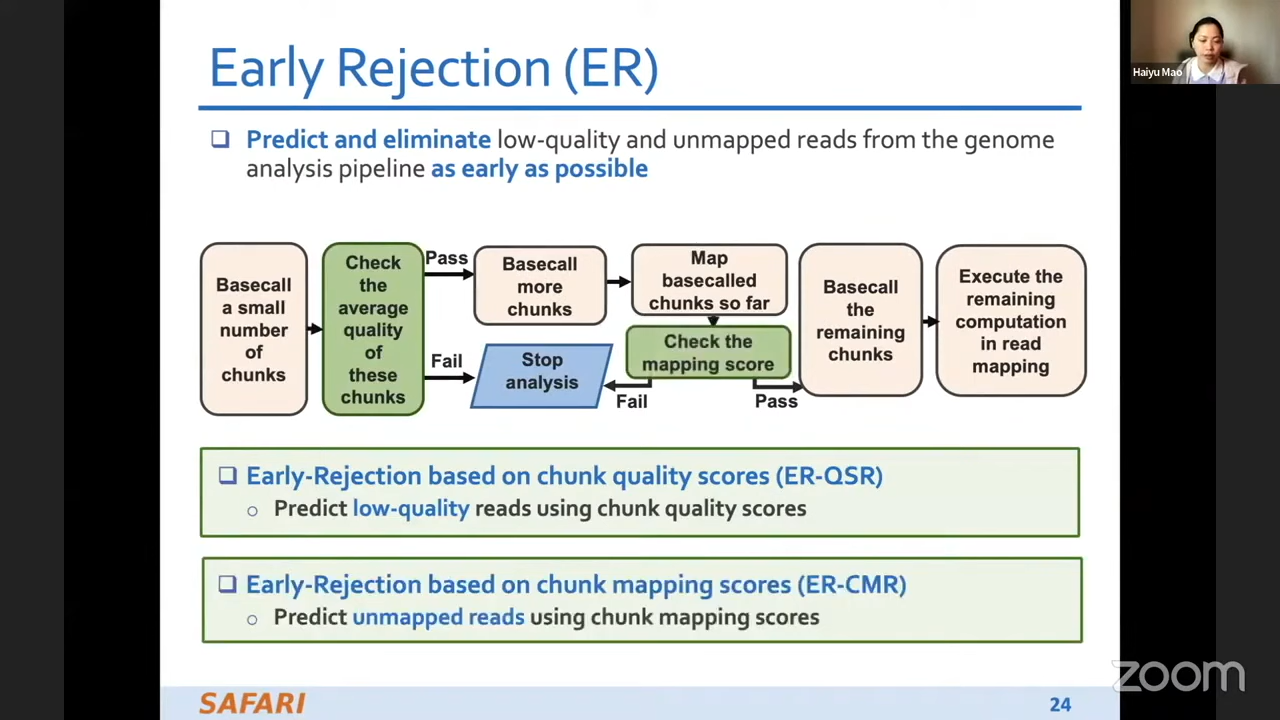 Early Rejection (ER)
Haiyu Mao
Predict and eliminate low-quality and unmapped reads from the genome
analysis pipeline as early as possible
Basecall
a small
number
of
chunks
Check
the
average
quality
of
these
chunks
Pass
Fail
Basecall
more
chunks
Stop
analysis
Map
basecalled
chunks so far
Check the
mapping score
Fail
Pass
Basecall
the
remaining
chunks
Execute the
remaining
computation
in read
mapping
Early-Rejection based on chunk quality scores (ER-QSR)
Predict low-quality reads using chunk quality scores
Early-Rejection based on chunk mapping scores (ER-CMR)
Predict unmapped reads using chunk mapping scores
zoom
SAFARI
24